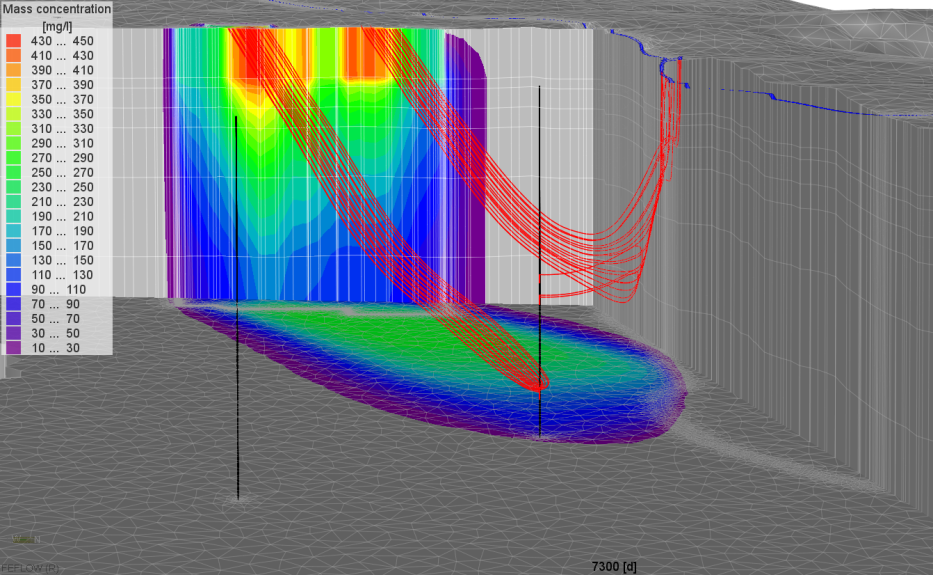 Mass concentration
[mg/l]
430 ... 450
410 ... 430
390 ... 410
370 ... 390
350 ... 370
330 ... 350
310 ... 330
290 ... 310
270 ... 290
250 ... 270
230 ... 250
210 ... 230
190 ... 210
170 ... 190
150 ... 170
130 ... 150
110 ... 130
90 ... 110
70 ... 90
50 ... 70
30 ... 50
10 ... 30
FEFLOW (R)
7300 [d]